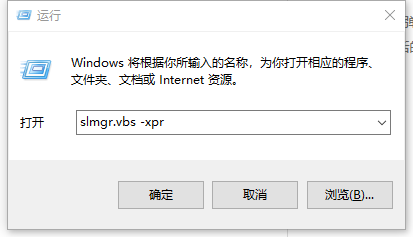 运行
Windows 将根据你所输入的名称，为你打开相应的程序、
文件夹、文档或 Internet 资源。
打开
slmgr.vbs -xpr
确定
取消
浏览(B)...